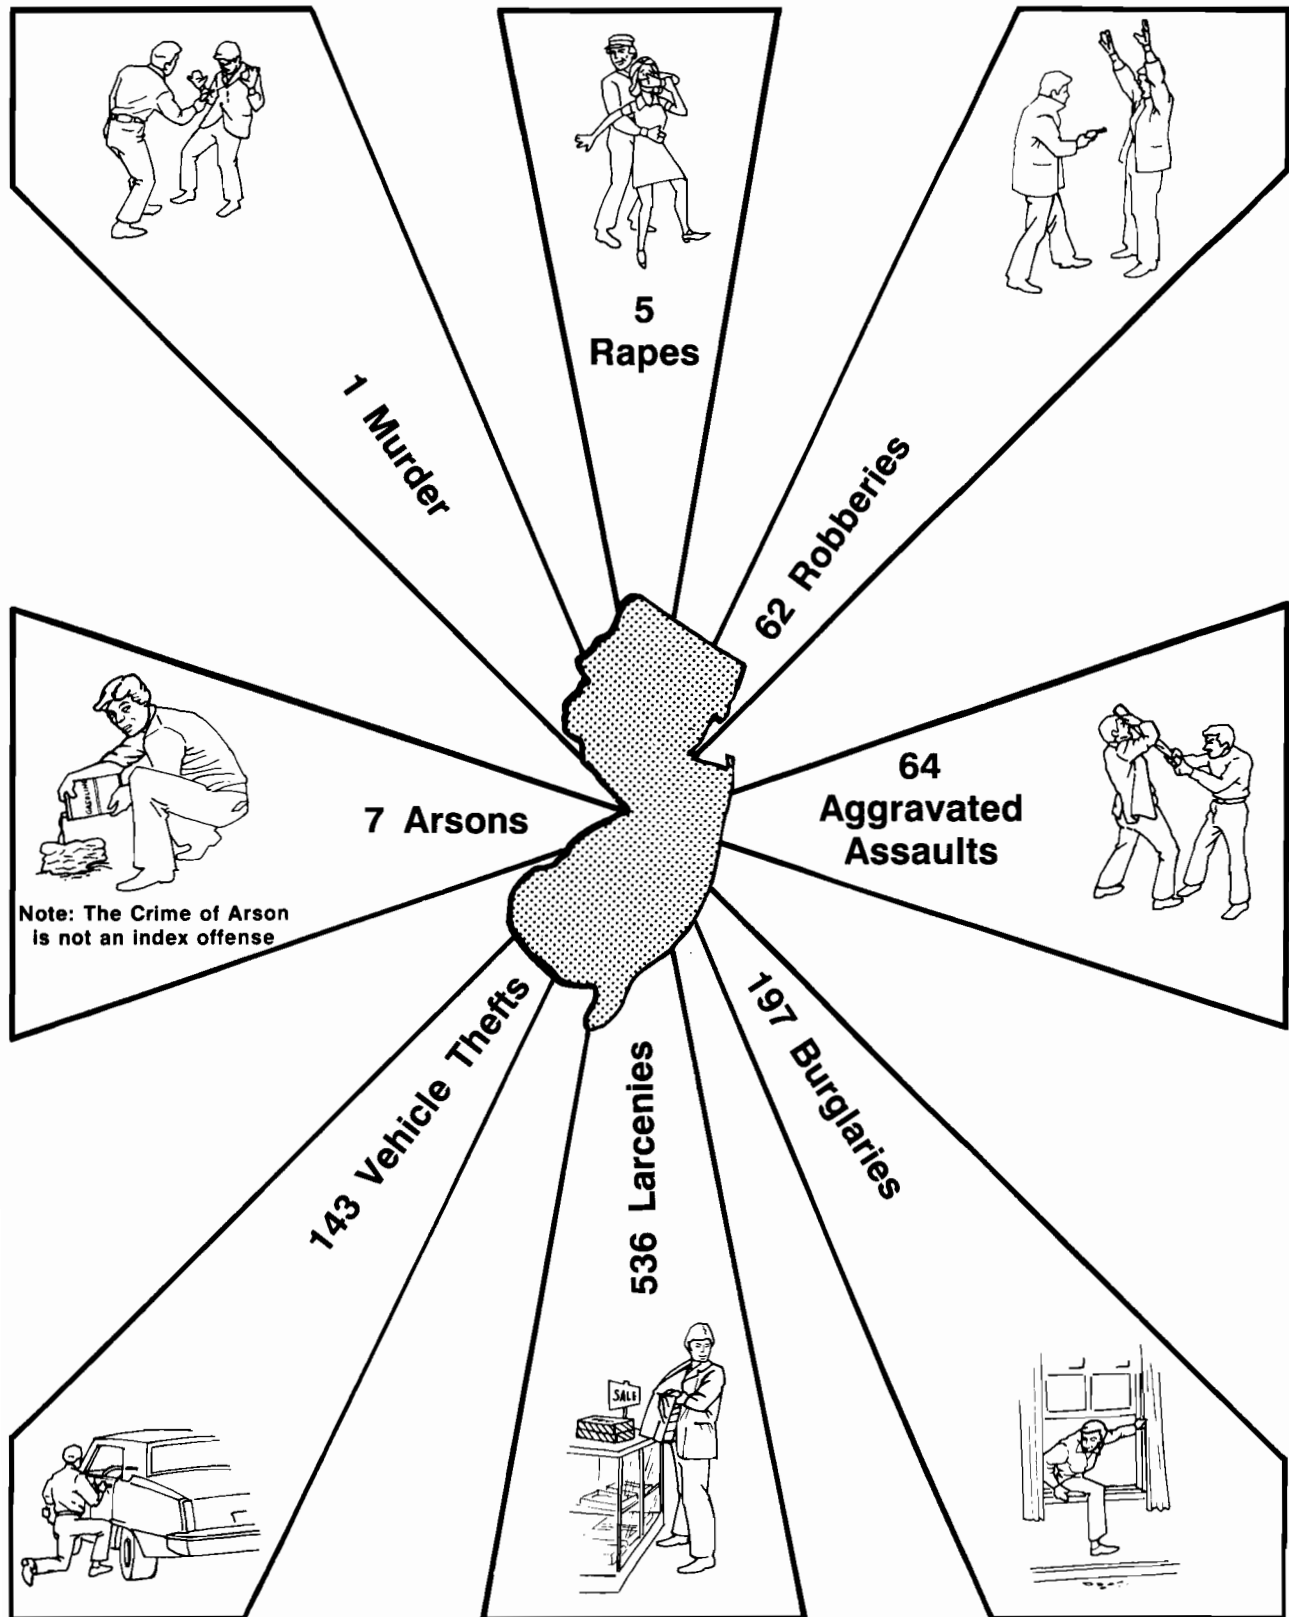 5
Rapes
1 Murder
62 Robberies
7 Arsons
GASOLINE
Note: The Crime of Arson
is not an index offense
64
Aggravated
Assaults
143 Vehicle Thefts
536 Larcenies
197 Burglaries
SALE